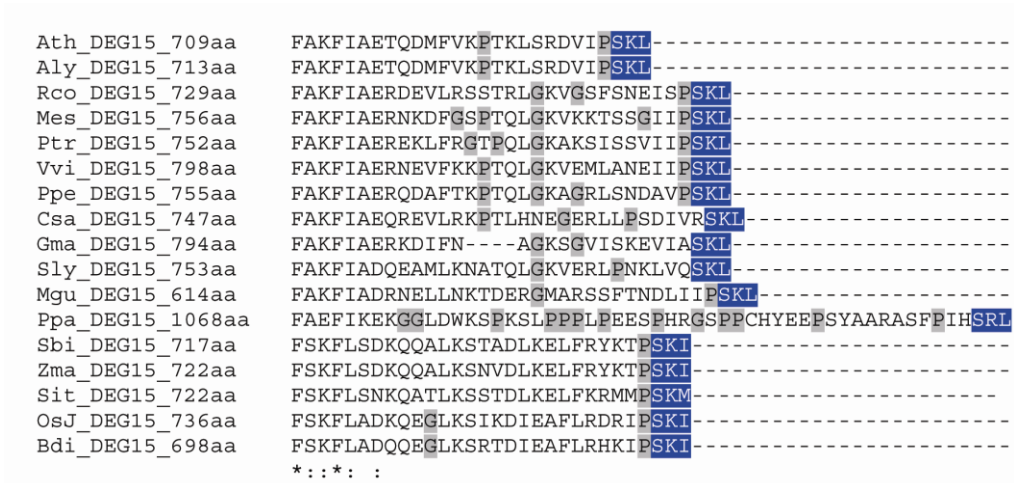 Ath_DEG15_709aa FAKFIAETQDMFVKPTKLSRDVIPSKL---------------------------
Aly_DEG15_713aa FAKFIAETQDMFVKPTKLSRDVIPSKL---------------------------
Rco_DEG15_729aa FAKFIAERDEVLRSSTRLGKVGSFSNEISPSKL---------------------
Mes_DEG15_756aa FAKFIAERNKDFGSPTQLGKVKKTSSGIIPSKL---------------------
Ptr_DEG15_752aa FAKFIAEREKLFRGTPQLGKAKSISSVIIPSKL---------------------
Vvi_DEG15_798aa FAKFIAERNEVFKKPTQLGKVEMLANEIIPSKL---------------------
Ppe_DEG15_755aa FAKFIAERQDAFTKPTQLGKAGRLSNDAVPSKL---------------------
Csa_DEG15_747aa FAKFIAEQREVLRKPTLHNEGERLLPSDIVRSKL--------------------
Gma_DEG15_794aa FAKFIAERKDIFN----AGKSGVISKEVIASKL---------------------
Sly_DEG15_753aa FAKFIADQEAMLKNATQLGKVERLPNKLVQSKL---------------------
Mgu_DEG15_614aa FAKFIADRNELLNKTDERGMARSSFTNDLIIPSKL-------------------
Ppa_DEG15_1068aa FAEFIKEKGGLDWKSPKSLPPPLPEESPHRGSPPCHYEEPSYAARASFPIHSRL
Sbi_DEG15_717aa FSKFLSDKQQALKSTADLKELFRYKTPSKI------------------------
Zma_DEG15_722aa FSKFLSDKQQALKSNVDLKELFRYKTPSKI------------------------
Sit_DEG15_722aa FSKFLSNKQATLKSSTDLKELFKRMMPSKM-----------------------
OsJ_DEG15_736aa FSKFLADKQEGLKSIKDIEAFLRDRIPSKI------------------------
Bdi_DEG15_698aa FSKFLADQQEGLKSRTDIEAFLRHKIPSKI------------------------
*::*: :